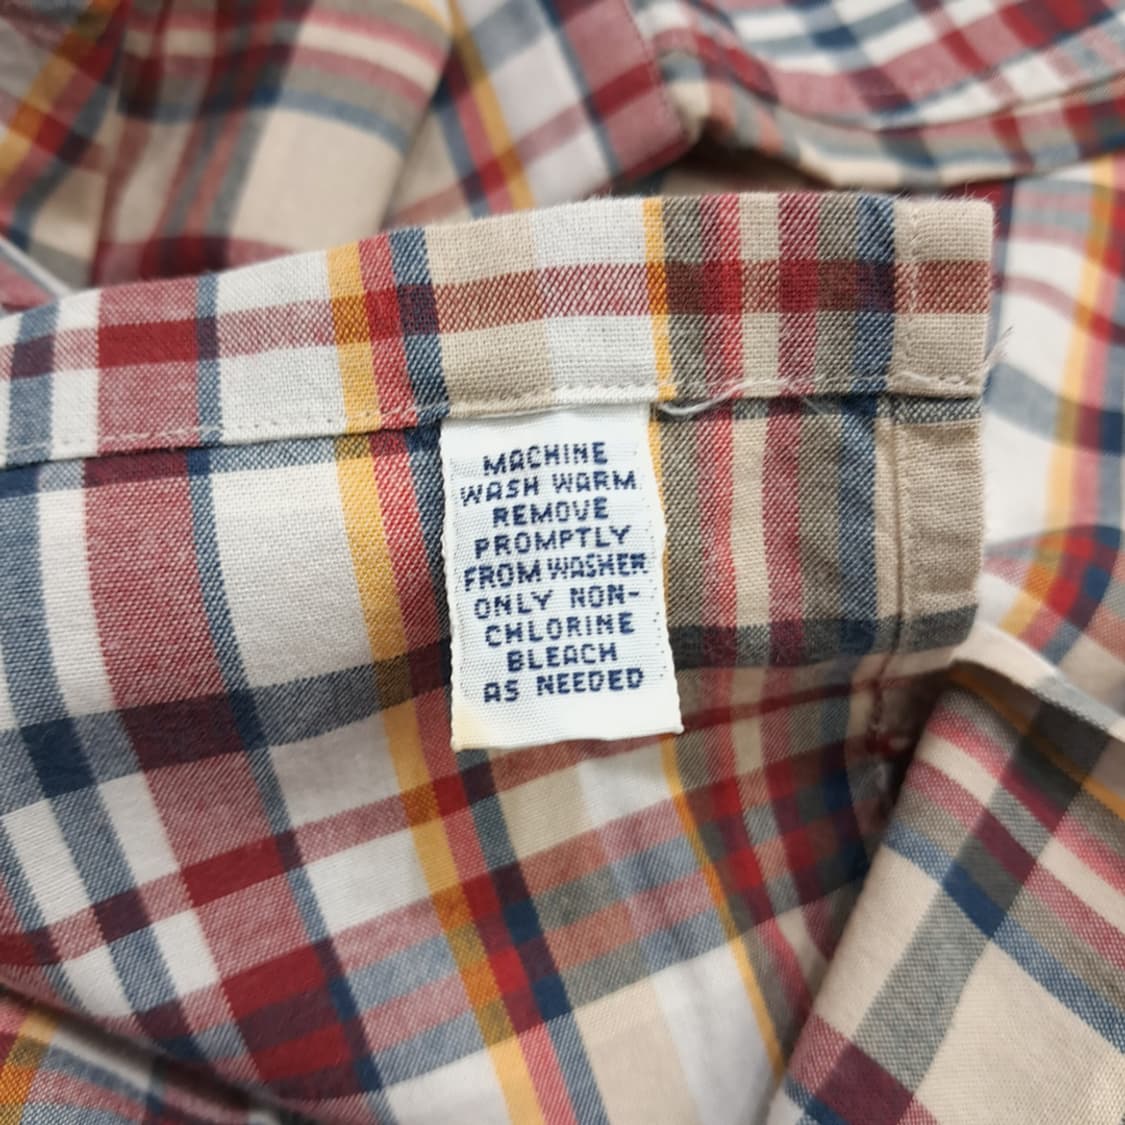 MACHINE
WASH WARM
REMOVE
PROMPTLY
FROM WASHER
ONLY NON-
CHLORINE
BLEACH
AS NEEDED